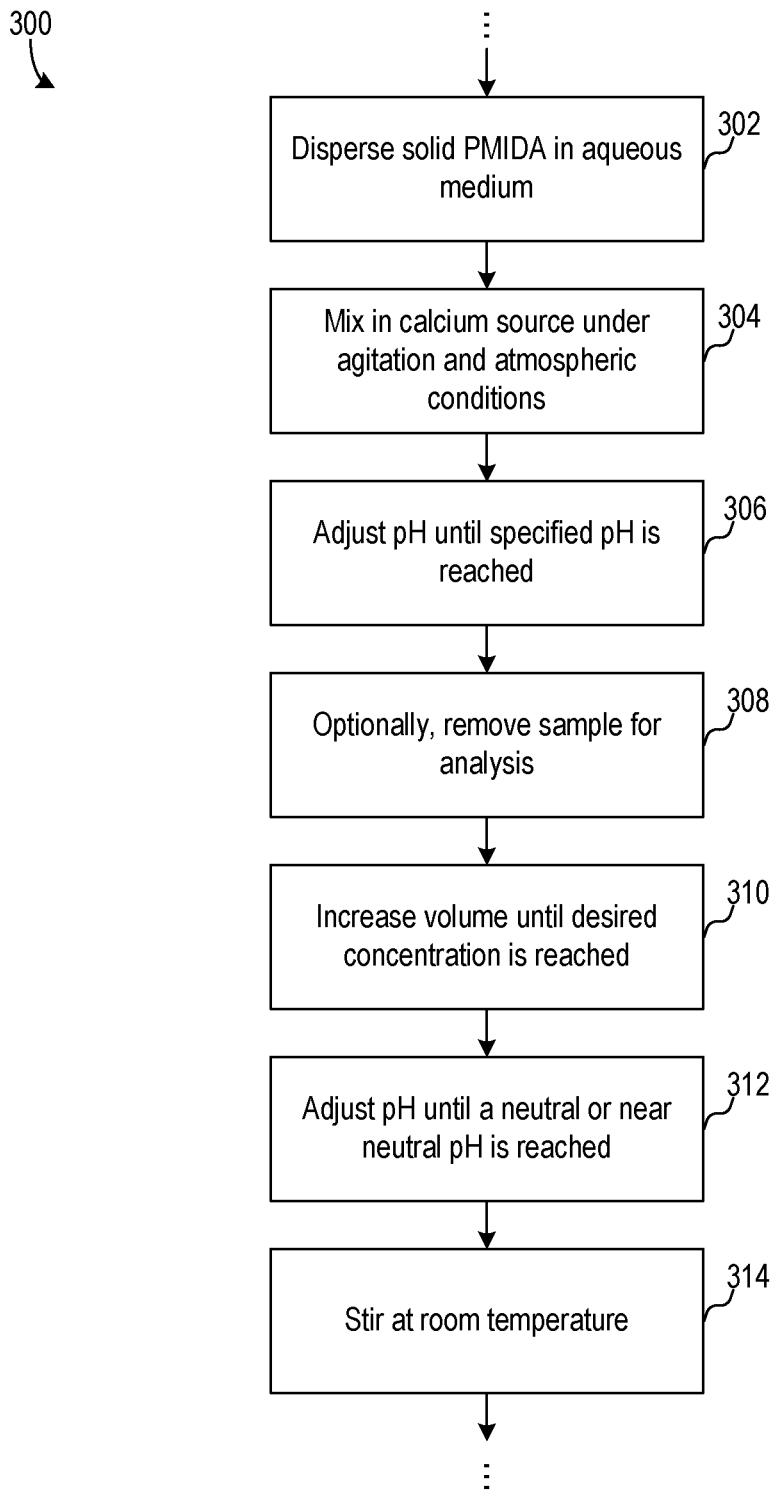 300
Disperse solid PMIDA in aqueous
medium
302
Mix in calcium source under
agitation and atmospheric
conditions
304
Adjust pH until specified pH is
reached
306
Optionally, remove sample for
analysis
308
Increase volume until desired
concentration is reached
310
Adjust pH until a neutral or near
neutral pH is reached
312
Stir at room temperature
314